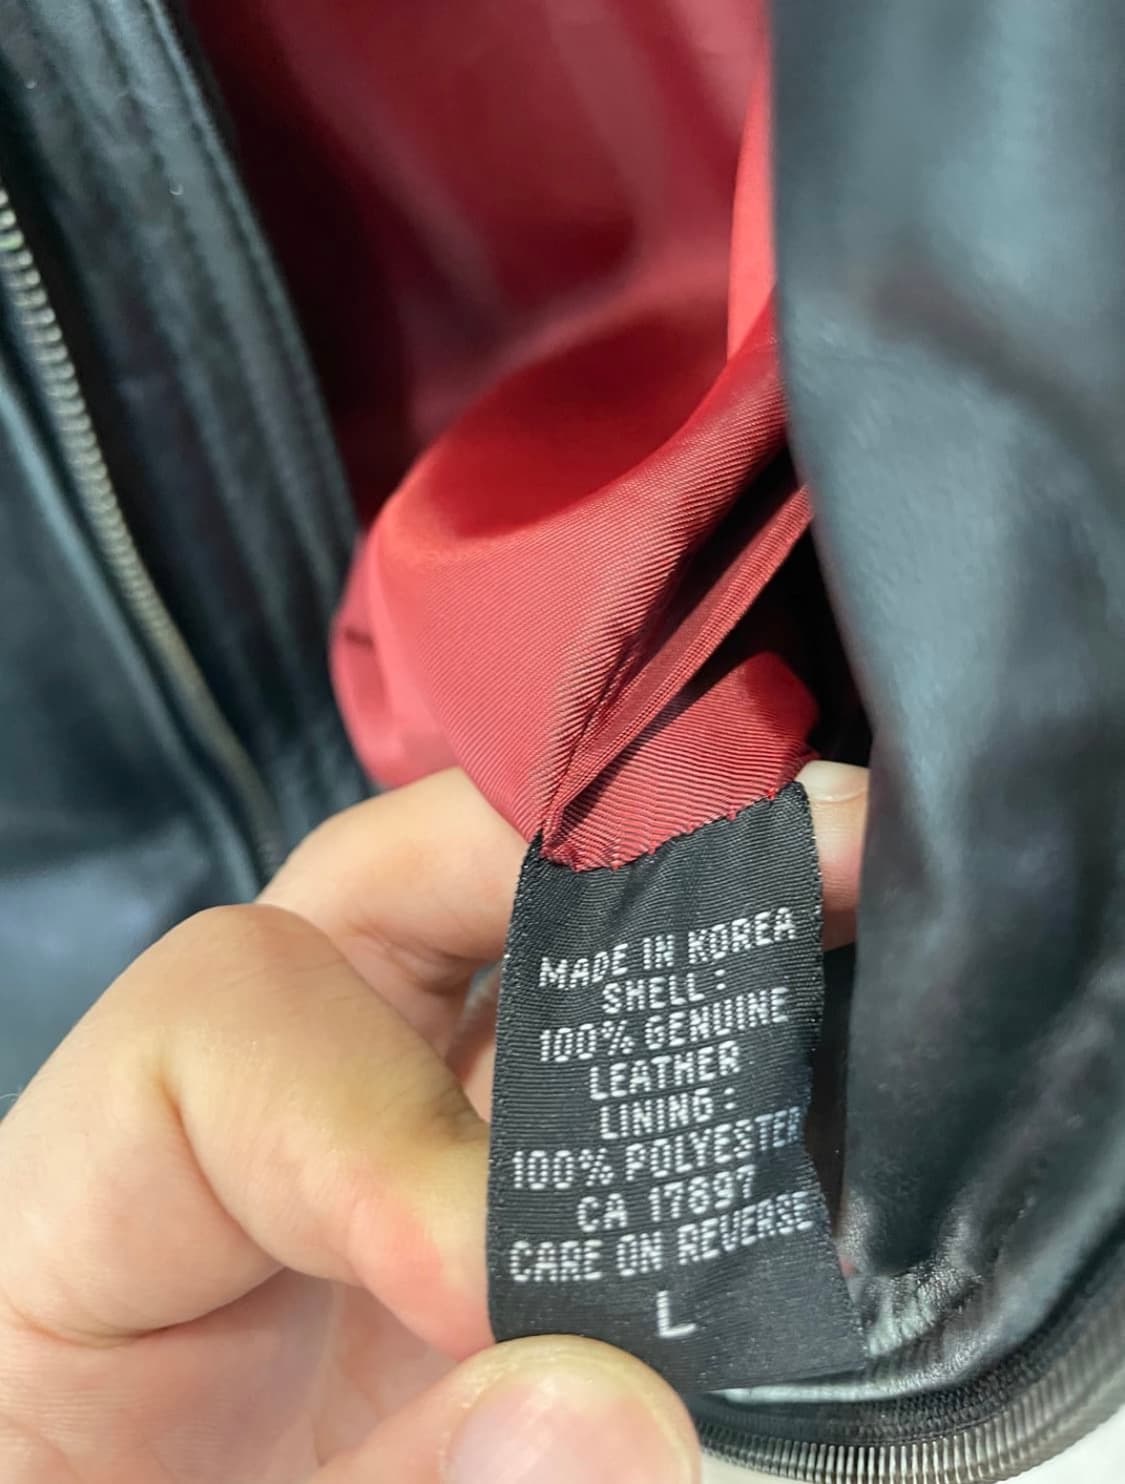 MADE IN KOREA
SHELL :
100% GENUINE
LEATHER
LINING :
100% POLYESTER
CA 17897
CARE ON REVERSE
L